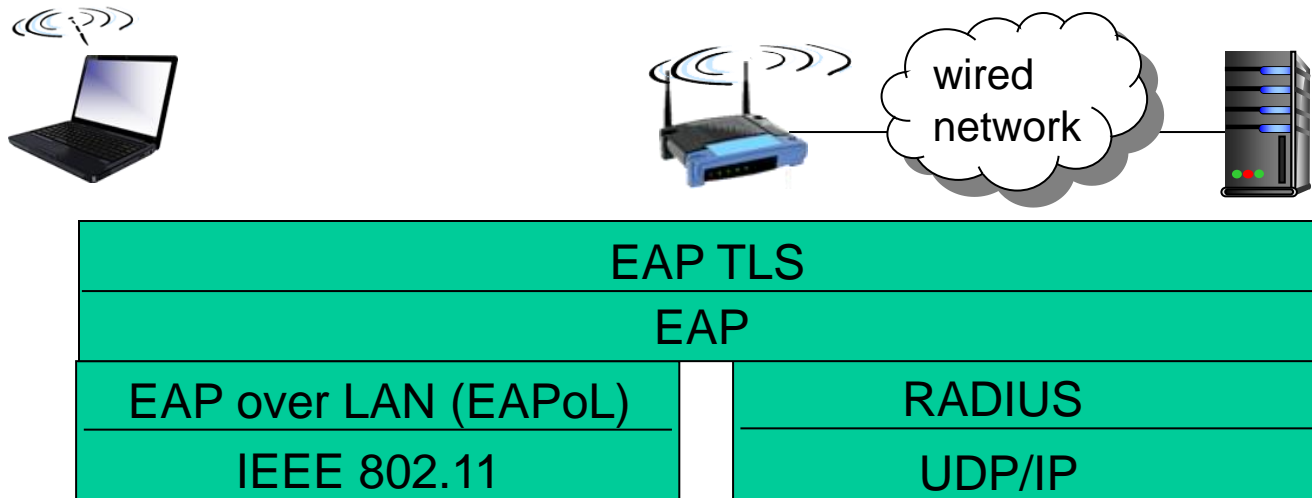 wired
network
EAP TLS
EAP
EAP over LAN (EAPoL)
IEEE 802.11
RADIUS
UDP/IP